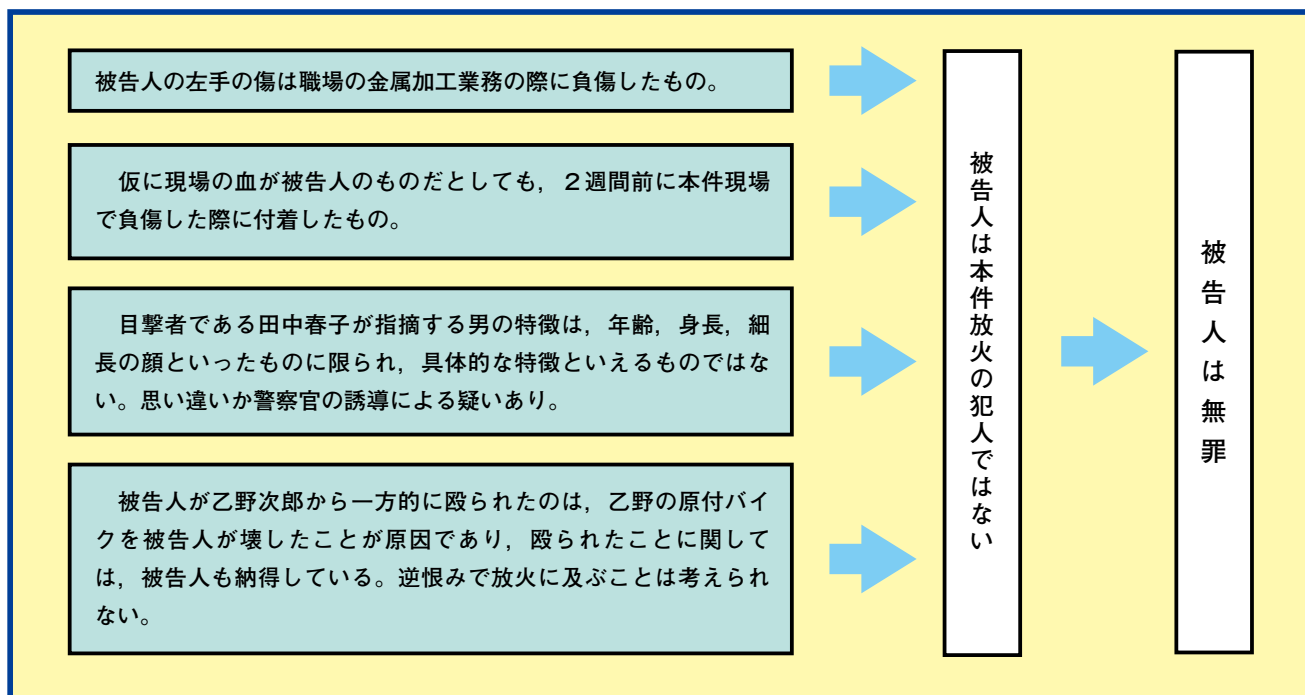 被告人の左手の傷は職場の金属加工業務の際に負傷したもの。
仮に現場の血が被告人のものだとしても，２週間前に本件現場
で負傷した際に付着したもの。
目撃者である田中春子が指摘する男の特徴は，年齢，身長，細
長の顔といったものに限られ，具体的な特徴といえるものではな
い。思い違いか警察官の誘導による疑いあり。
被告人が乙野次郎から一方的に殴られたのは，乙野の原付バイ
クを被告人が壊したことが原因であり，殴られたことに関して
は，被告人も納得している。逆恨みで放火に及ぶことは考えられ
ない。
被告人は本件放火の犯人ではない
被告人は無罪